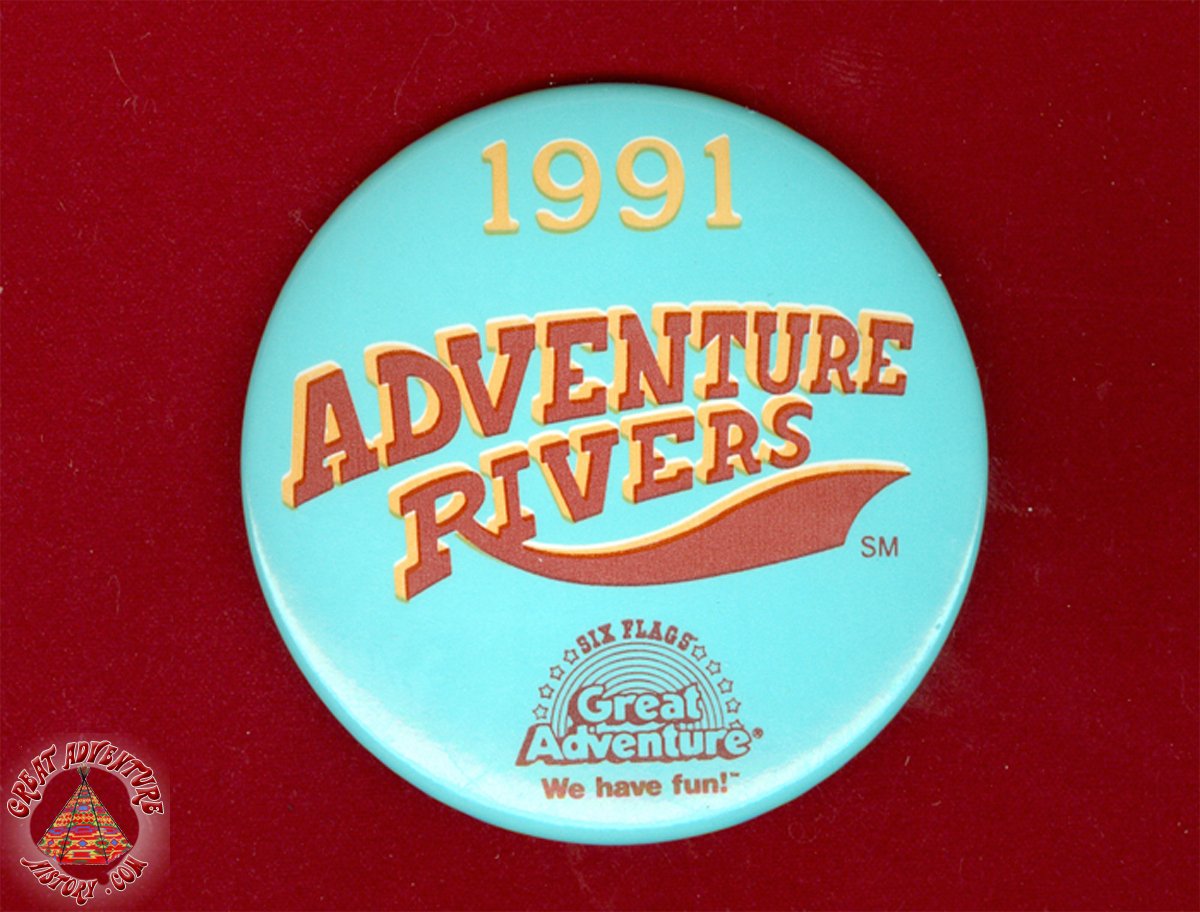 1991
ADVENTURE
RIVERS
SM
SIX FLAGS
Great
Adventure®
We have fun!™
GREAT ADVENTURE
HISTORY.COM